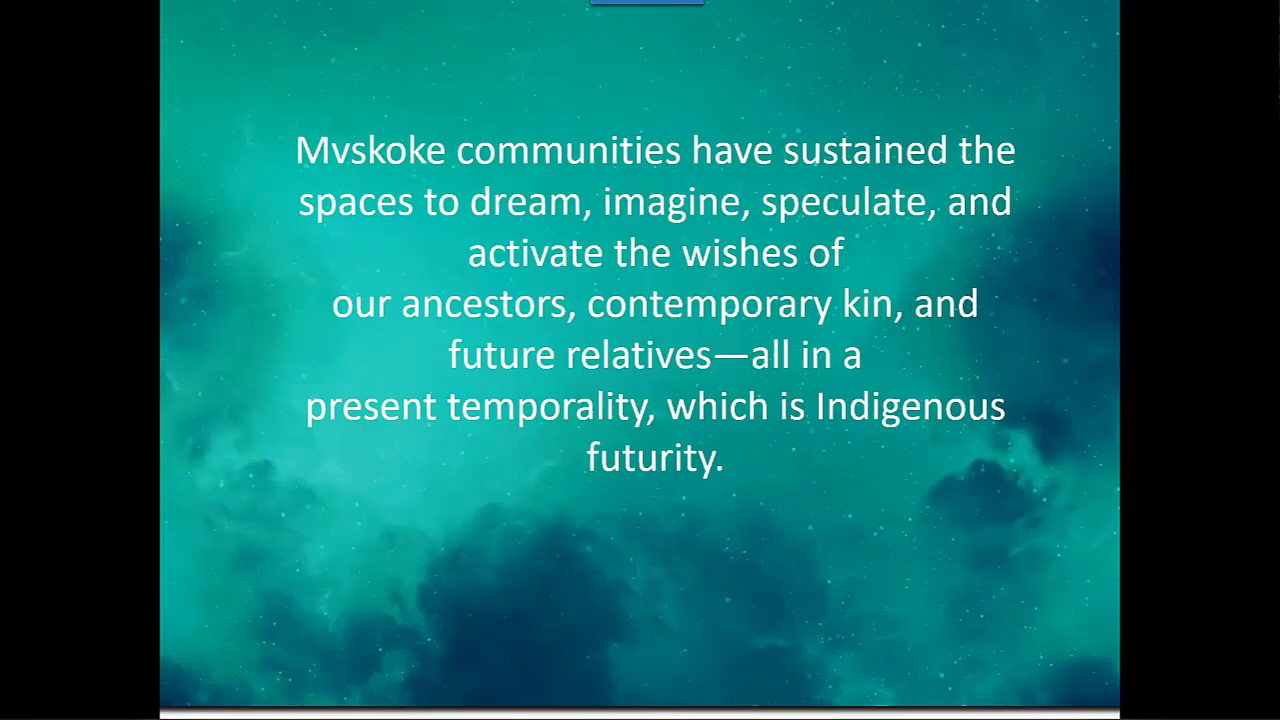 Mvskoke communities have sustained the
spaces to dream, imagine, speculate, and
activate the wishes of
our ancestors, contemporary kin, and
future relatives—all in a
present temporality, which is Indigenous
futurity.